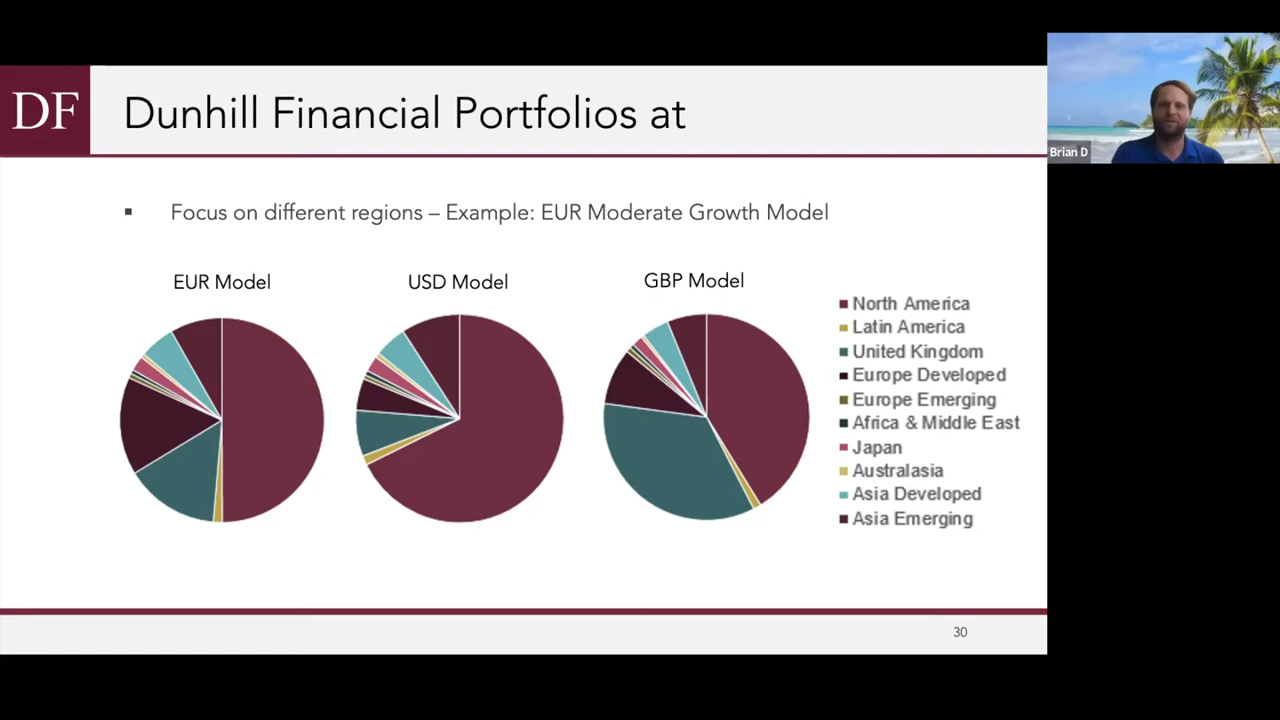 DF
Dunhill Financial Portfolios at
Brian D
▪ Focus on different regions – Example: EUR Moderate Growth Model
EUR Model
USD Model
GBP Model
North America
Latin America
United Kingdom
Europe Developed
Europe Emerging
Africa & Middle East
Japan
Australasia
Asia Developed
Asia Emerging
30